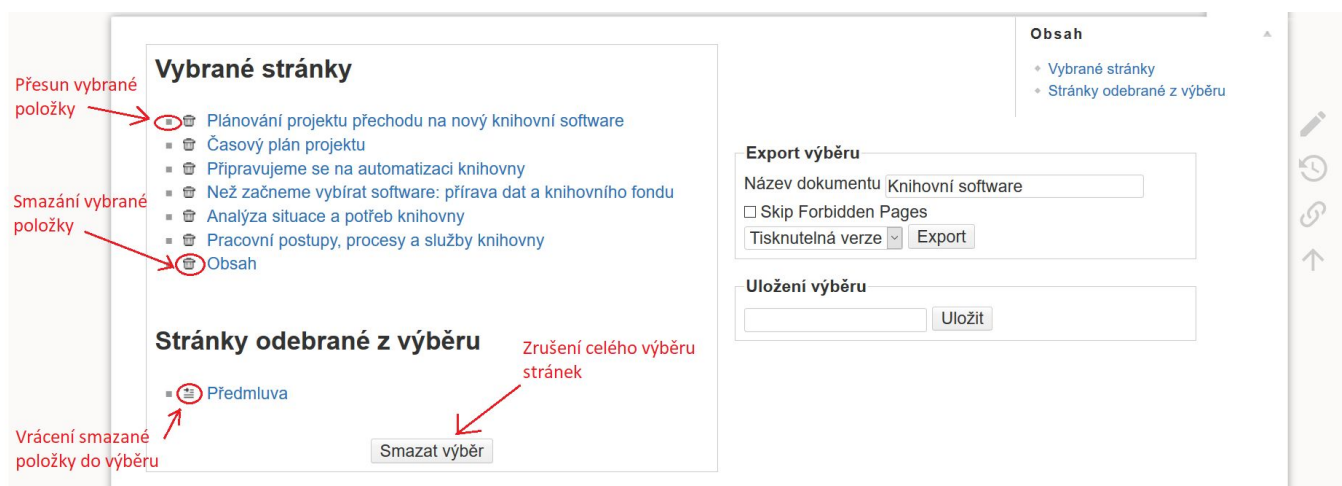 Obsah
Vybrané stránky
Stránky odebrané z výběru
Vybrané stránky
Přesun vybrané
položky
Plánování projektu přechodu na nový knihovní software
Časový plán projektu
Připravujeme se na automatizaci knihovny
Než začneme vybírat software: přírava dat a knihovního fondu
Analýza situace a potřeb knihovny
Pracovní postupy, procesy a služby knihovny
Obsah
Smazání vybrané
položky
Stránky odebrané z výběru
Předmluva
Zrušení celého výběru
stránek
Vrácení smazané
položky do výběru
Smazat výběr
Export výběru
Název dokumentu Knihovní software
Skip Forbidden Pages
Tisknutelná verze Export
Uložení výběru
Uložit